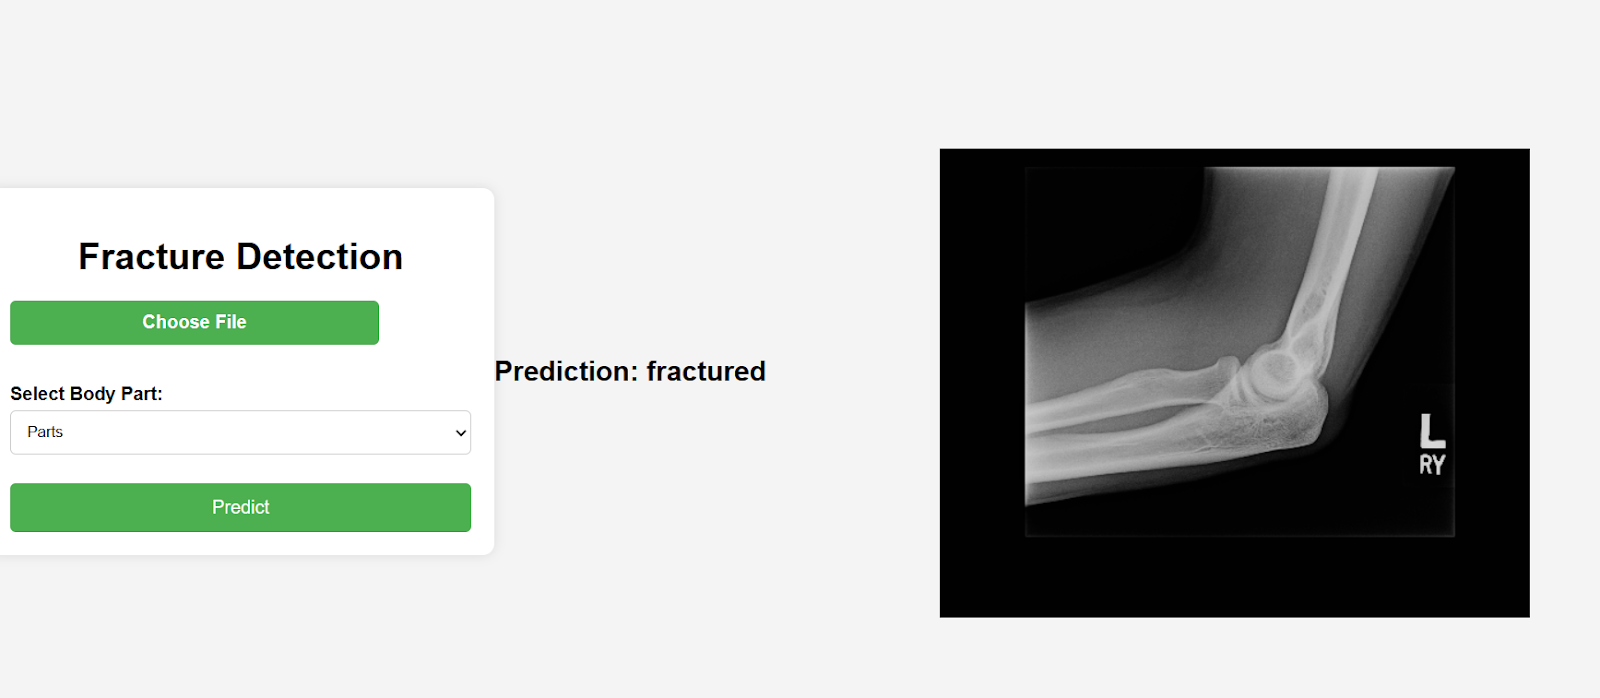 Fracture Detection
Choose File
Select Body Part:
Parts
Predict
Prediction: fractured
L
RY